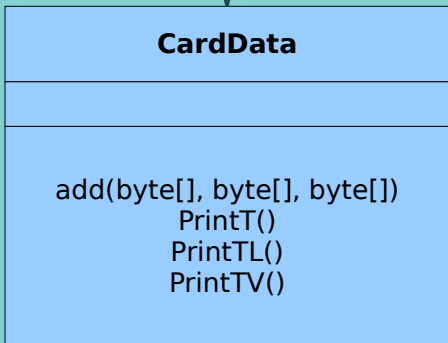 CardData
add(byte[], byte[], byte[])
PrintT()
PrintTL()
PrintTV()